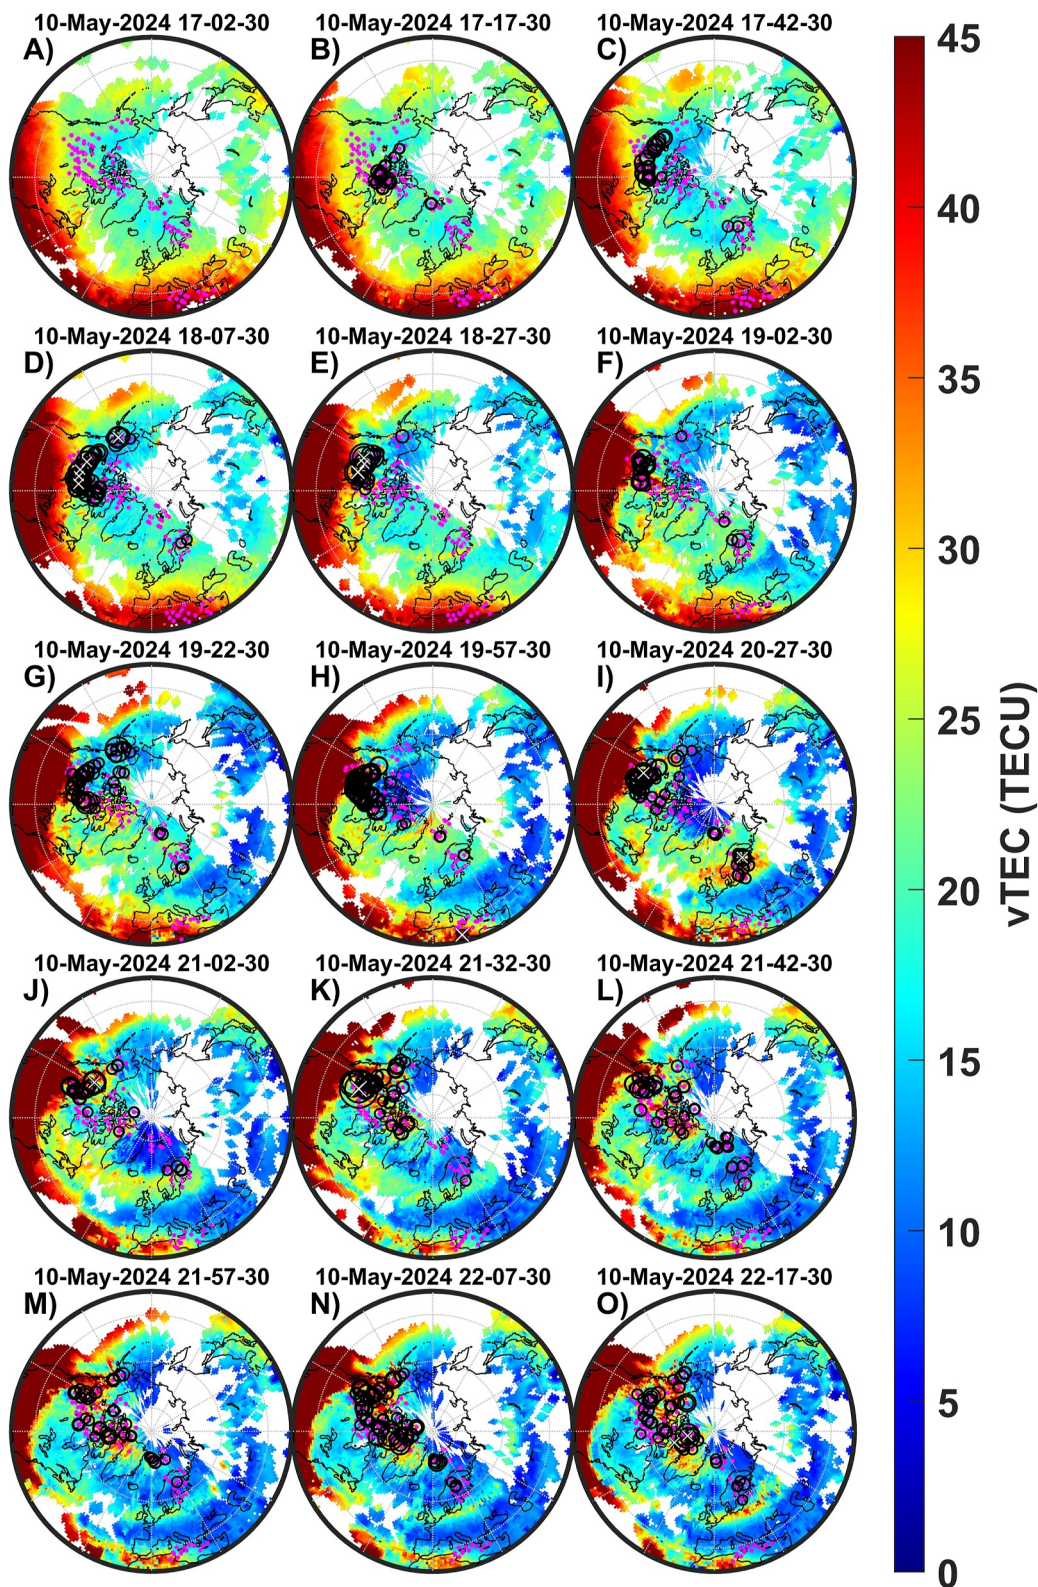 10-May-2024 17-02-30 10-May-2024 17-17-30 10-May-2024 17-42-30
A) B) C)
10-May-2024 18-07-30 10-May-2024 18-27-30 10-May-2024 19-02-30
D) E) F)
10-May-2024 19-22-30 10-May-2024 19-57-30 10-May-2024 20-27-30
G) H) I)
10-May-2024 21-02-30 10-May-2024 21-32-30 10-May-2024 21-42-30
J) K) L)
10-May-2024 21-57-30 10-May-2024 22-07-30 10-May-2024 22-17-30
M) N) O)
45
40
35
30
25
20
15
10
5
0
vTEC (TECU)